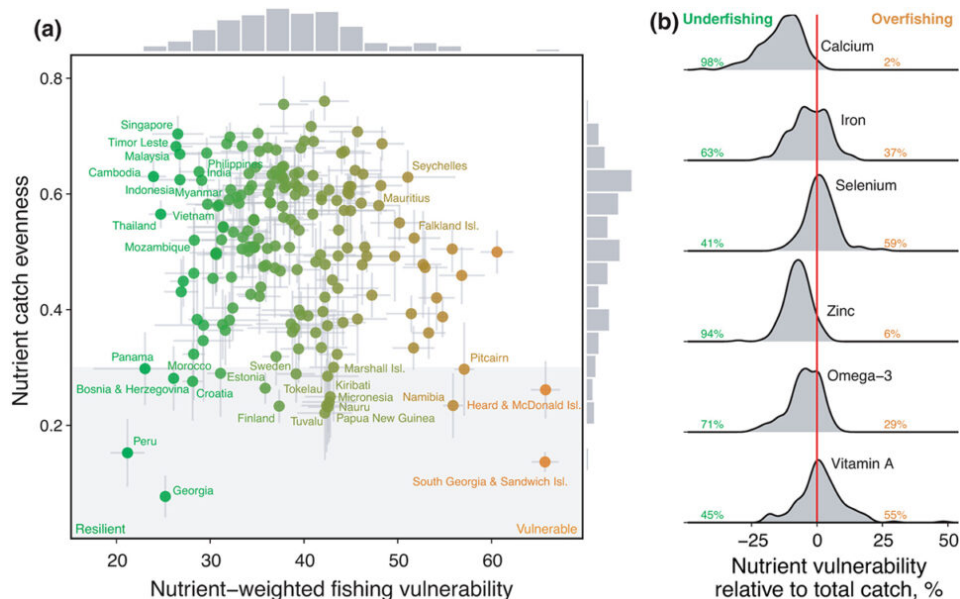 (a)
Nutrient catch evenness
0.8
0.6
0.4
0.2
Singapore
Timor Leste
Malaysia
Philippines
Cambodia
India
Seychelles
Indonesia
Myanmar
Mauritius
Vietnam
Thailand
Falkland Isl.
Mozambique
Panama
Morocco
Sweden
Marshall Isl.
Pitcairn
Bosnia & Herzegovina
Estonia
Croatia
Tokelau
Kiribati
Micronesia
Namibia
Heard & McDonald Isl.
Finland
Nauru
Tuvalu
Papua New Guinea
Peru
South Georgia & Sandwich Isl.
Georgia
Resilient
Vulnerable
20
30
40
50
60
Nutrient–weighted fishing vulnerability
(b)
Underfishing
Overfishing
Calcium
98%
2%
Iron
63%
37%
Selenium
41%
59%
Zinc
94%
6%
Omega−3
71%
29%
Vitamin A
45%
55%
−25
0
25
50
Nutrient vulnerability
relative to total catch, %